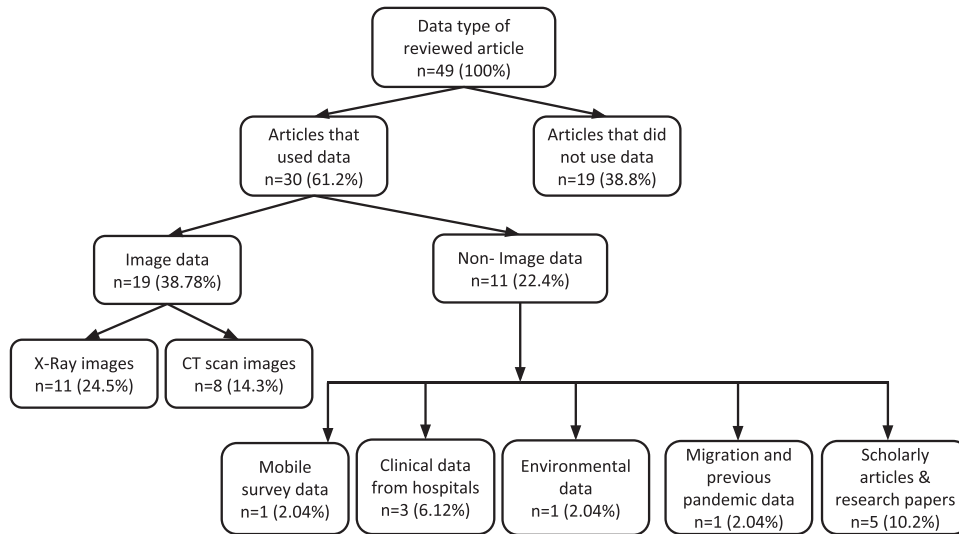 Data type of
reviewed article
n=49 (100%)
Articles that
used data
n=30 (61.2%)
Articles that did
not use data
n=19 (38.8%)
Image data
n=19 (38.78%)
Non- Image data
n=11 (22.4%)
X-Ray images
n=11 (24.5%)
CT scan images
n=8 (14.3%)
Mobile
survey data
n=1 (2.04%)
Clinical data
from hospitals
n=3 (6.12%)
Environmental
data
n=1 (2.04%)
Migration and
previous
pandemic data
n=1 (2.04%)
Scholarly
articles &
research papers
n=5 (10.2%)